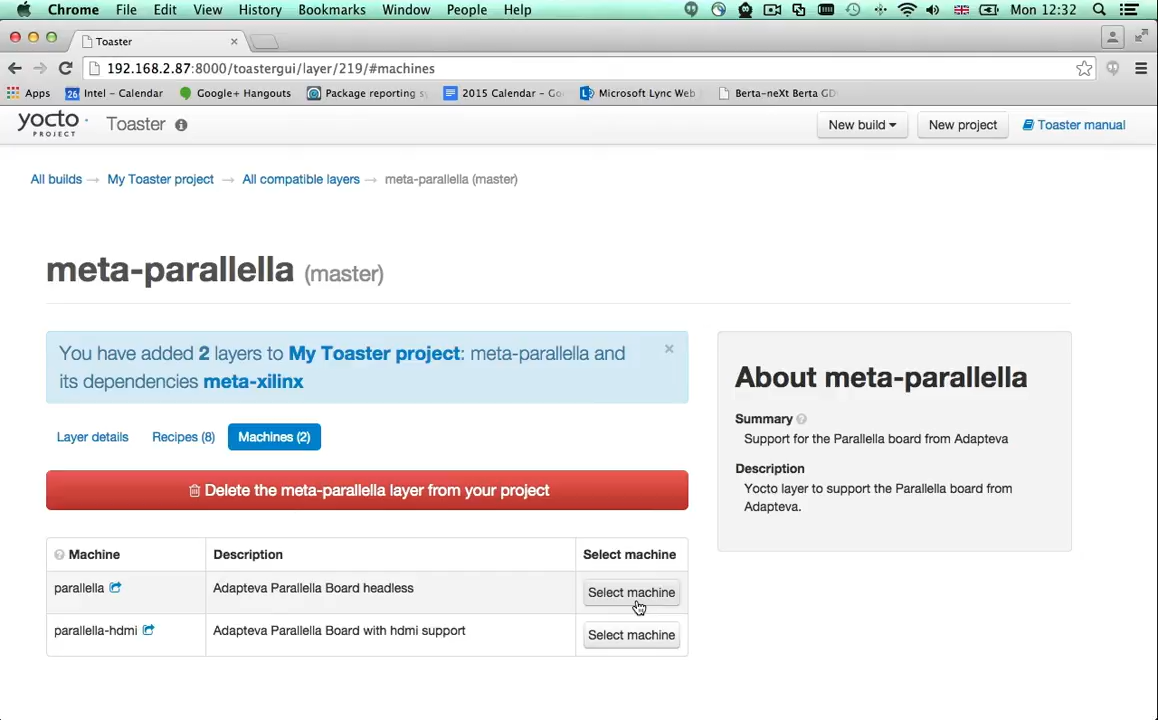 Chrome File Edit View History Bookmarks Window People Help Mon 12:32
Toaster
192.168.2.87:8000/toastergui/layer/219/#machines
Apps 26 Intel – Calendar Google+ Hangouts Package reporting sy 2015 Calendar - Go Microsoft Lync Web Berta-neXt Berta GD
yocto PROJECT Toaster New build New project Toaster manual
All builds → My Toaster project → All compatible layers → meta-parallella (master)
meta-parallella (master)
You have added 2 layers to My Toaster project: meta-parallella and
its dependencies meta-xilinx
×
Layer details Recipes (8) Machines (2)
Delete the meta-parallella layer from your project
Machine Description Select machine
parallella Adapteva Parallella Board headless Select machine
parallella-hdmi Adapteva Parallella Board with hdmi support Select machine
About meta-parallella
Summary
Support for the Parallella board from Adapteva
Description
Yocto layer to support the Parallella board from
Adapteva.